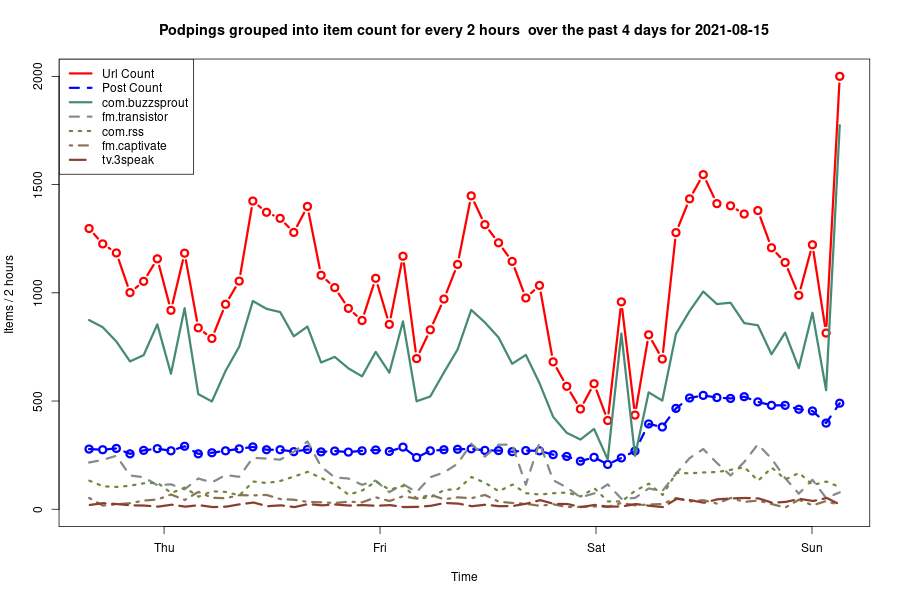 Podpings grouped into item count for every 2 hours  over the past 4 days for 2021-08-15
Url Count
Post Count
com.buzzsprout
fm.transistor
com.rss
fm.captivate
tv.3speak
Items / 2 hours
2000
1500
1000
500
0
Thu
Fri
Sat
Sun
Time